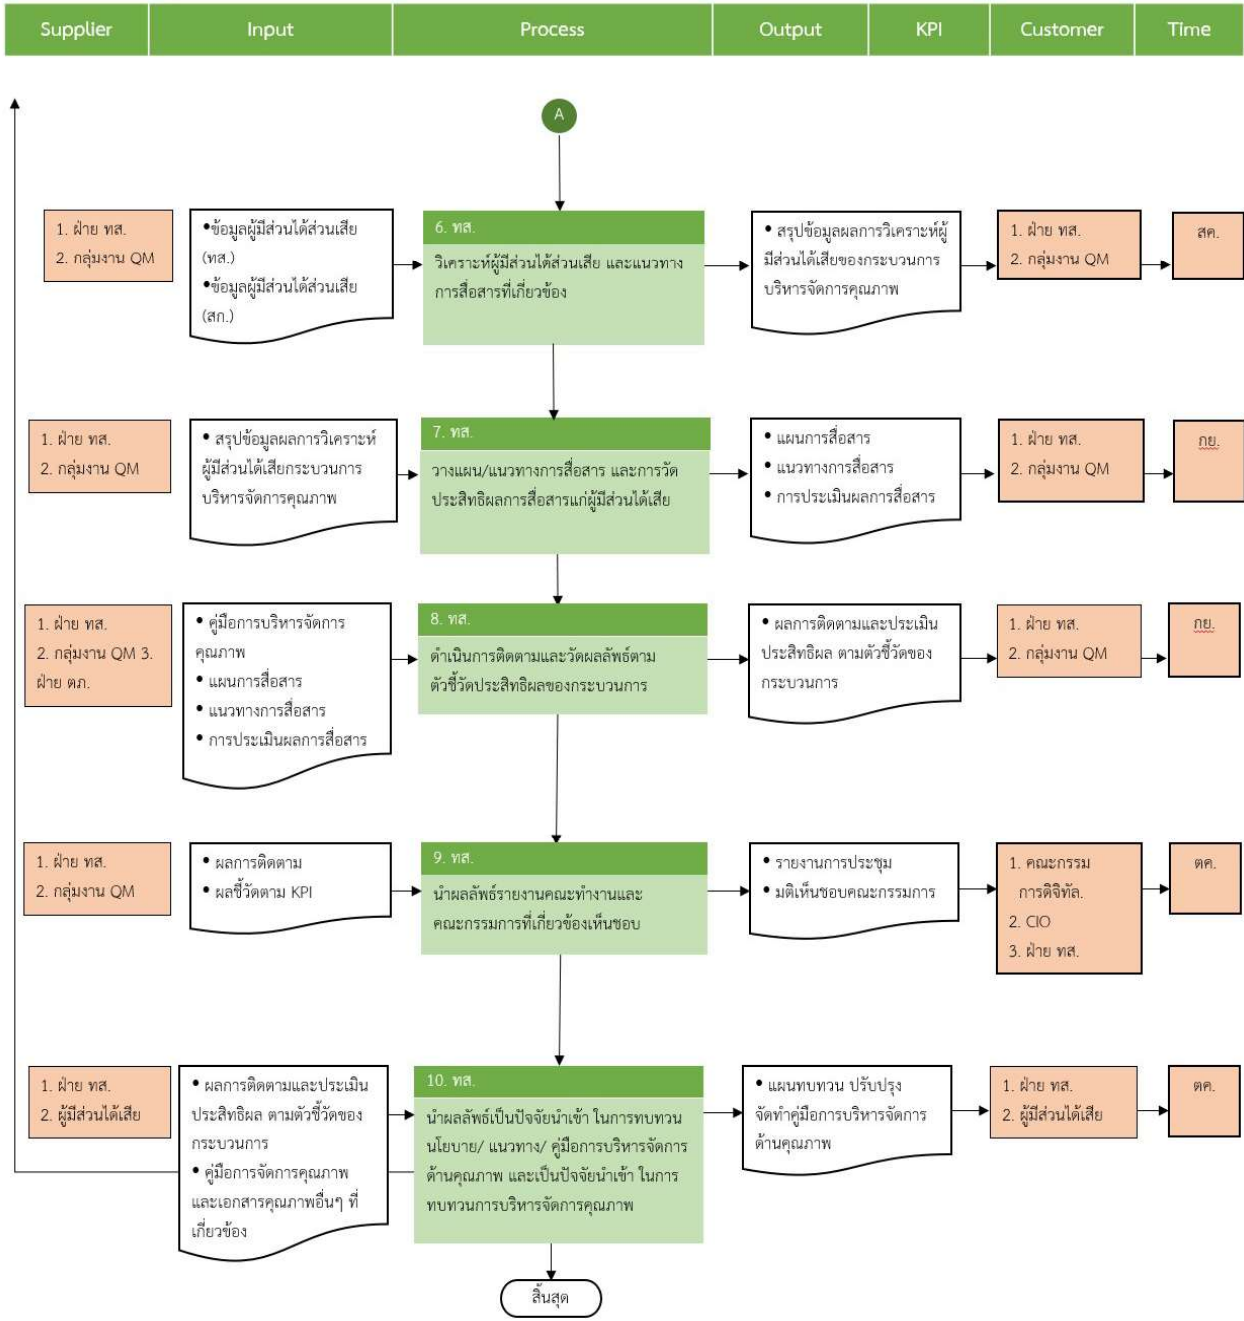 Supplier Input Process Output KPI Customer Time
A
1. ฝ่าย ทส.
2. กลุ่มงาน QM
•ข้อมูลผู้มีส่วนได้ส่วนเสีย
(ทส.)
•ข้อมูลผู้มีส่วนได้ส่วนเสีย
(สก.)
6. ทส.
วิเคราะห์ผู้มีส่วนได้ส่วนเสีย และแนวทาง
การสื่อสารที่เกี่ยวข้อง
• สรุปข้อมูลผลการวิเคราะห์ผู้
มีส่วนได้เสียของกระบวนการ
บริหารจัดการคุณภาพ
1. ฝ่าย ทส.
2. กลุ่มงาน QM
สค.
1. ฝ่าย ทส.
2. กลุ่มงาน QM
• สรุปข้อมูลผลการวิเคราะห์
ผู้มีส่วนได้เสียกระบวนการ
บริหารจัดการคุณภาพ
7. ทส.
วางแผน/แนวทางการสื่อสาร และการวัด
ประสิทธิผลการสื่อสารแก่ผู้มีส่วนได้เสีย
• แผนการสื่อสาร
• แนวทางการสื่อสาร
• การประเมินผลการสื่อสาร
1. ฝ่าย ทส.
2. กลุ่มงาน QM
กย.
1. ฝ่าย ทส.
2. กลุ่มงาน QM 3.
ฝ่าย ตภ.
• คู่มือการบริหารจัดการ
คุณภาพ
• แผนการสื่อสาร
• แนวทางการสื่อสาร
• การประเมินผลการสื่อสาร
8. ทส.
ดำเนินการติดตามและวัดผลลัพธ์ตาม
ตัวชี้วัดประสิทธิผลของกระบวนการ
• ผลการติดตามและประเมิน
ประสิทธิผล ตามตัวชี้วัดของ
กระบวนการ
1. ฝ่าย ทส.
2. กลุ่มงาน QM
กย.
1. ฝ่าย ทส.
2. กลุ่มงาน QM
• ผลการติดตาม
• ผลชี้วัดตาม KPI
9. ทส.
นำผลลัพธ์รายงานคณะทำงานและ
คณะกรรมการที่เกี่ยวข้องเห็นชอบ
• รายงานการประชุม
• มติเห็นชอบคณะกรรมการ
1. คณะกรรม
การดิจิทัล.
2. CIO
3. ฝ่าย ทส.
ตค.
1. ฝ่าย ทส.
2. ผู้มีส่วนได้เสีย
• ผลการติดตามและประเมิน
ประสิทธิผล ตามตัวชี้วัดของ
กระบวนการ
• คู่มือการจัดการคุณภาพ
และเอกสารคุณภาพอื่นๆ ที่
เกี่ยวข้อง
10. ทส.
นำผลลัพธ์เป็นปัจจัยนำเข้า ในการทบทวน
นโยบาย/ แนวทาง/ คู่มือการบริหารจัดการ
ด้านคุณภาพ และเป็นปัจจัยนำเข้า ในการ
ทบทวนการบริหารจัดการคุณภาพ
• แผนทบทวน ปรับปรุง
จัดทำคู่มือการบริหารจัดการ
ด้านคุณภาพ
1. ฝ่าย ทส.
2. ผู้มีส่วนได้เสีย
ตค.
สิ้นสุด